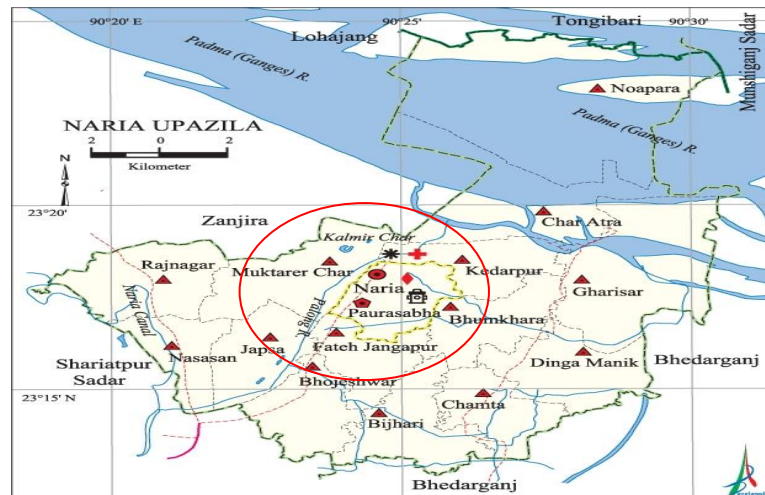 90 20 E
90 25
90 30
Lohajang
Tongibari
Munshiganj Sadar
Padma (Ganges) R.
Noapara
Padma (Ganges) R.
NARIA UPAZILA
2 0 2
Kilometer
N
23 20
Zanjira
Kalmir Char
Char Atra
Rajnagar
Muktarer Char
Kedarpur
Gharisar
Naria Canal
Palong R.
Naria
Paurasabha
Bhumkhara
Shariatpur
Sadar
Nasasan
Japsa
Fateh Jangapur
Dinga Manik
Bhedarganj
Bhojeshwar
23 15 N
Bijhari
Chamta
Bhedarganj